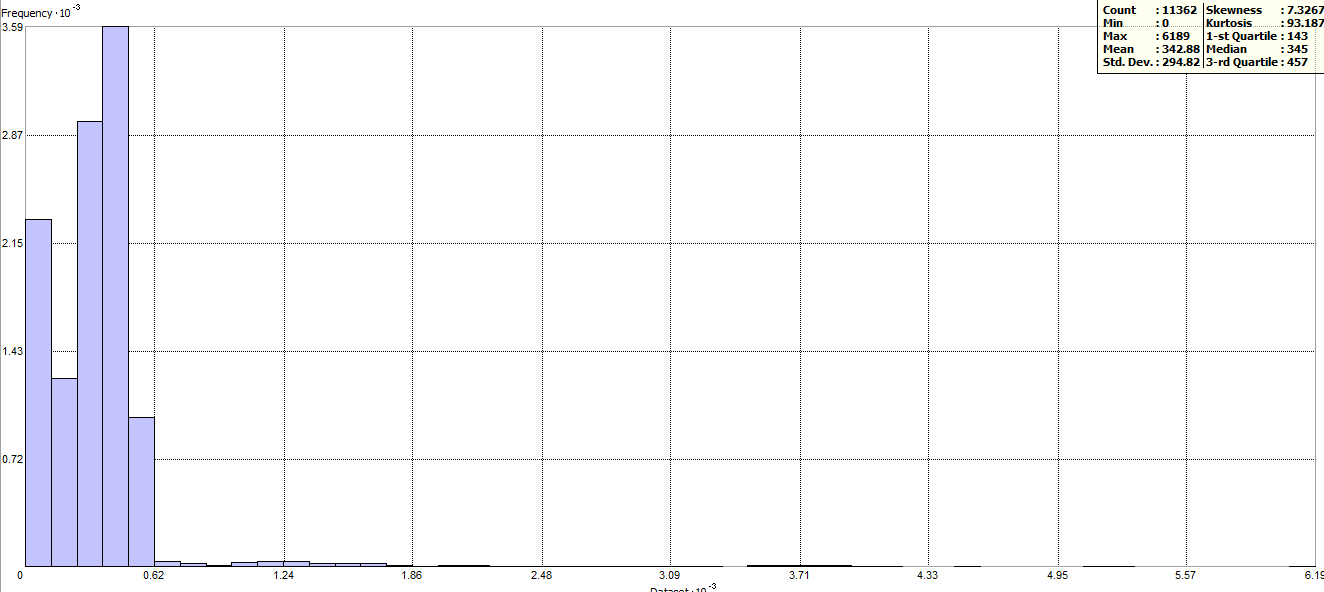 Frequency · 10 -3
Count : 11362 Skewness : 7.3267
Min : 0 Kurtosis : 93.187
Max : 6189 1-st Quartile : 143
Mean : 342.88 Median : 345
Std. Dev. : 294.82 3-rd Quartile : 457
3.59
2.87
2.15
1.43
0.72
0 0.62 1.24 1.86 2.48 3.09 3.71 4.33 4.95 5.57 6.19
Dataset · 10 -3